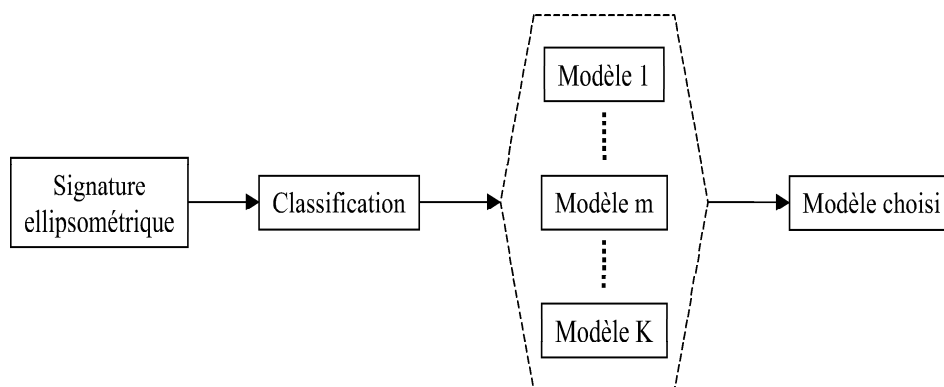 Signature
ellipsométrique
Classification
Modèle 1
Modèle m
Modèle K
Modèle choisi